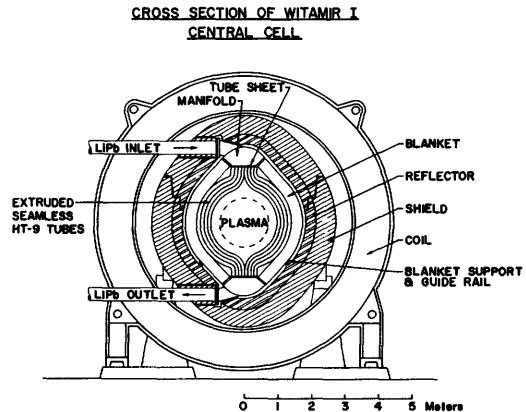 CROSS SECTION OF WITAMIR I
CENTRAL CELL
TUBE SHEET
MANIFOLD
LiPb INLET
BLANKET
REFLECTOR
EXTRUDED
SEAMLESS
HT-9 TUBES
PLASMA
SHIELD
COIL
BLANKET SUPPORT
& GUIDE RAIL
LiPb OUTLET
0 1 2 3 4 5 Meters